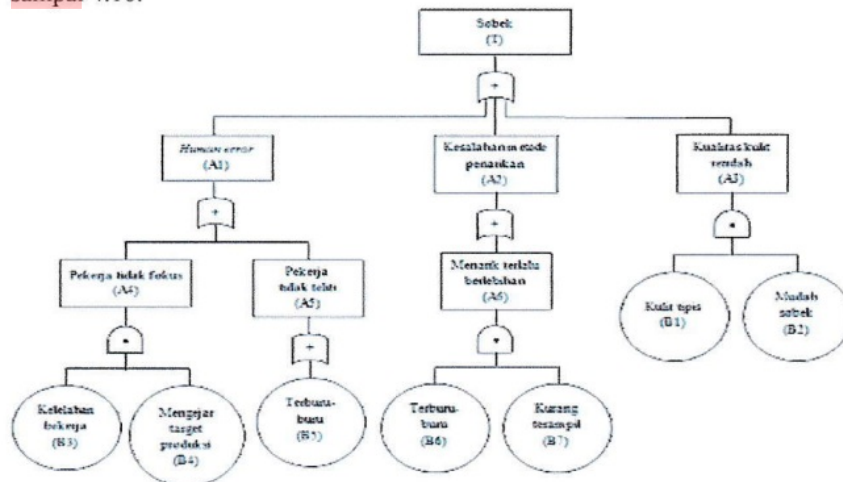 Sobek
(T)
+
Human error
(A1)
Kesalahan metode
penarikan
(A2)
Kualitas kulit
rendah
(A3)
+
+
•
Pekerja tidak fokus
(A4)
Pekerja
tidak teliti
(A5)
Menarik terlalu
berlebihan
(A6)
Kulit tipis
(B1)
Mudah
sobek
(B2)
•
+
•
Kelelahan
bekerja
(B3)
Mengejar
target
produksi
(B4)
Terburu-
buru
(B5)
Terburu-
buru
(B6)
Kurang
terampil
(B7)